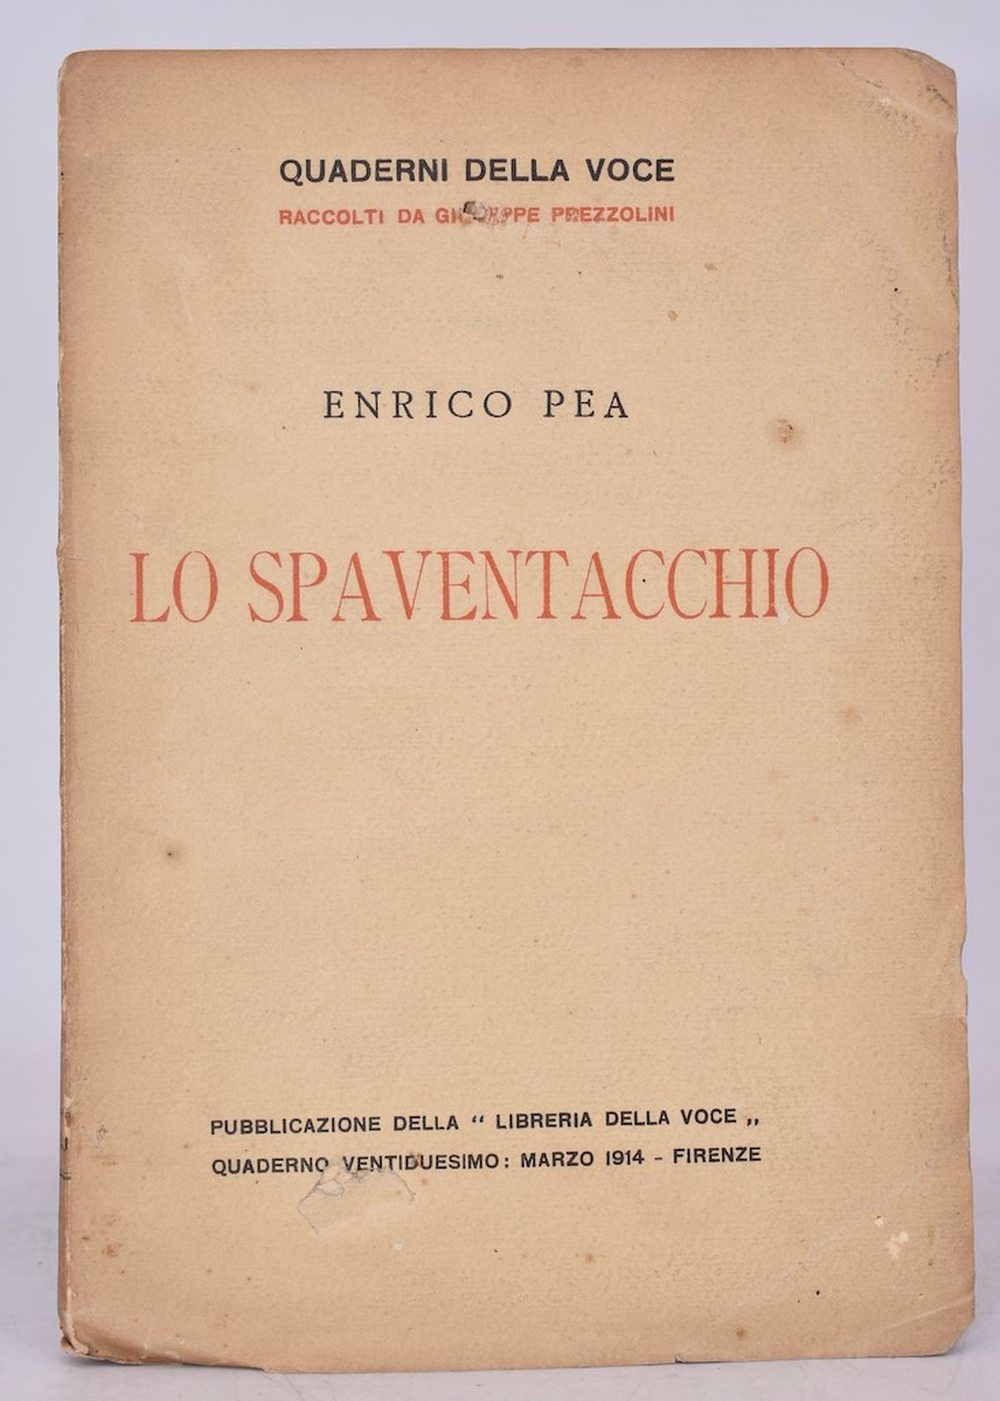 QUADERNI DELLA VOCE
RACCOLTI DA GIUSEPPE PREZZOLINI
ENRICO PEA
LO SPAVENTACCHIO
PUBBLICAZIONE DELLA “ LIBRERIA DELLA VOCE „
QUADERNO VENTIDUESIMO: MARZO 1914 - FIRENZE